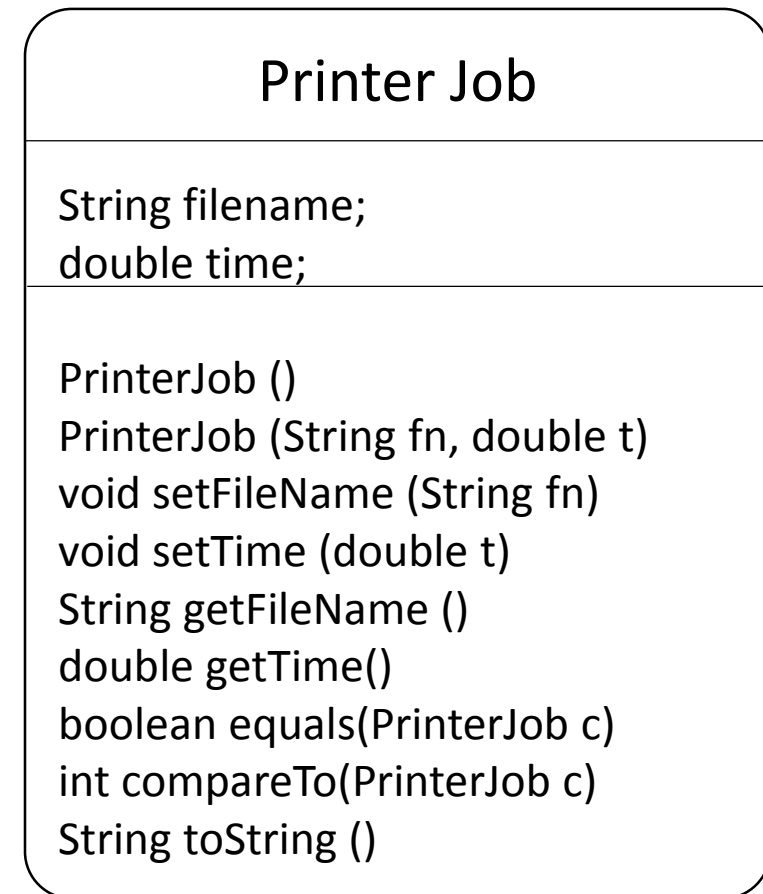 Printer Job
String filename;
double time;
PrinterJob ()
PrinterJob (String fn, double t)
void setFileName (String fn)
void setTime (double t)
String getFileName ()
double getTime()
boolean equals(PrinterJob c)
int compareTo(PrinterJob c)
String toString ()